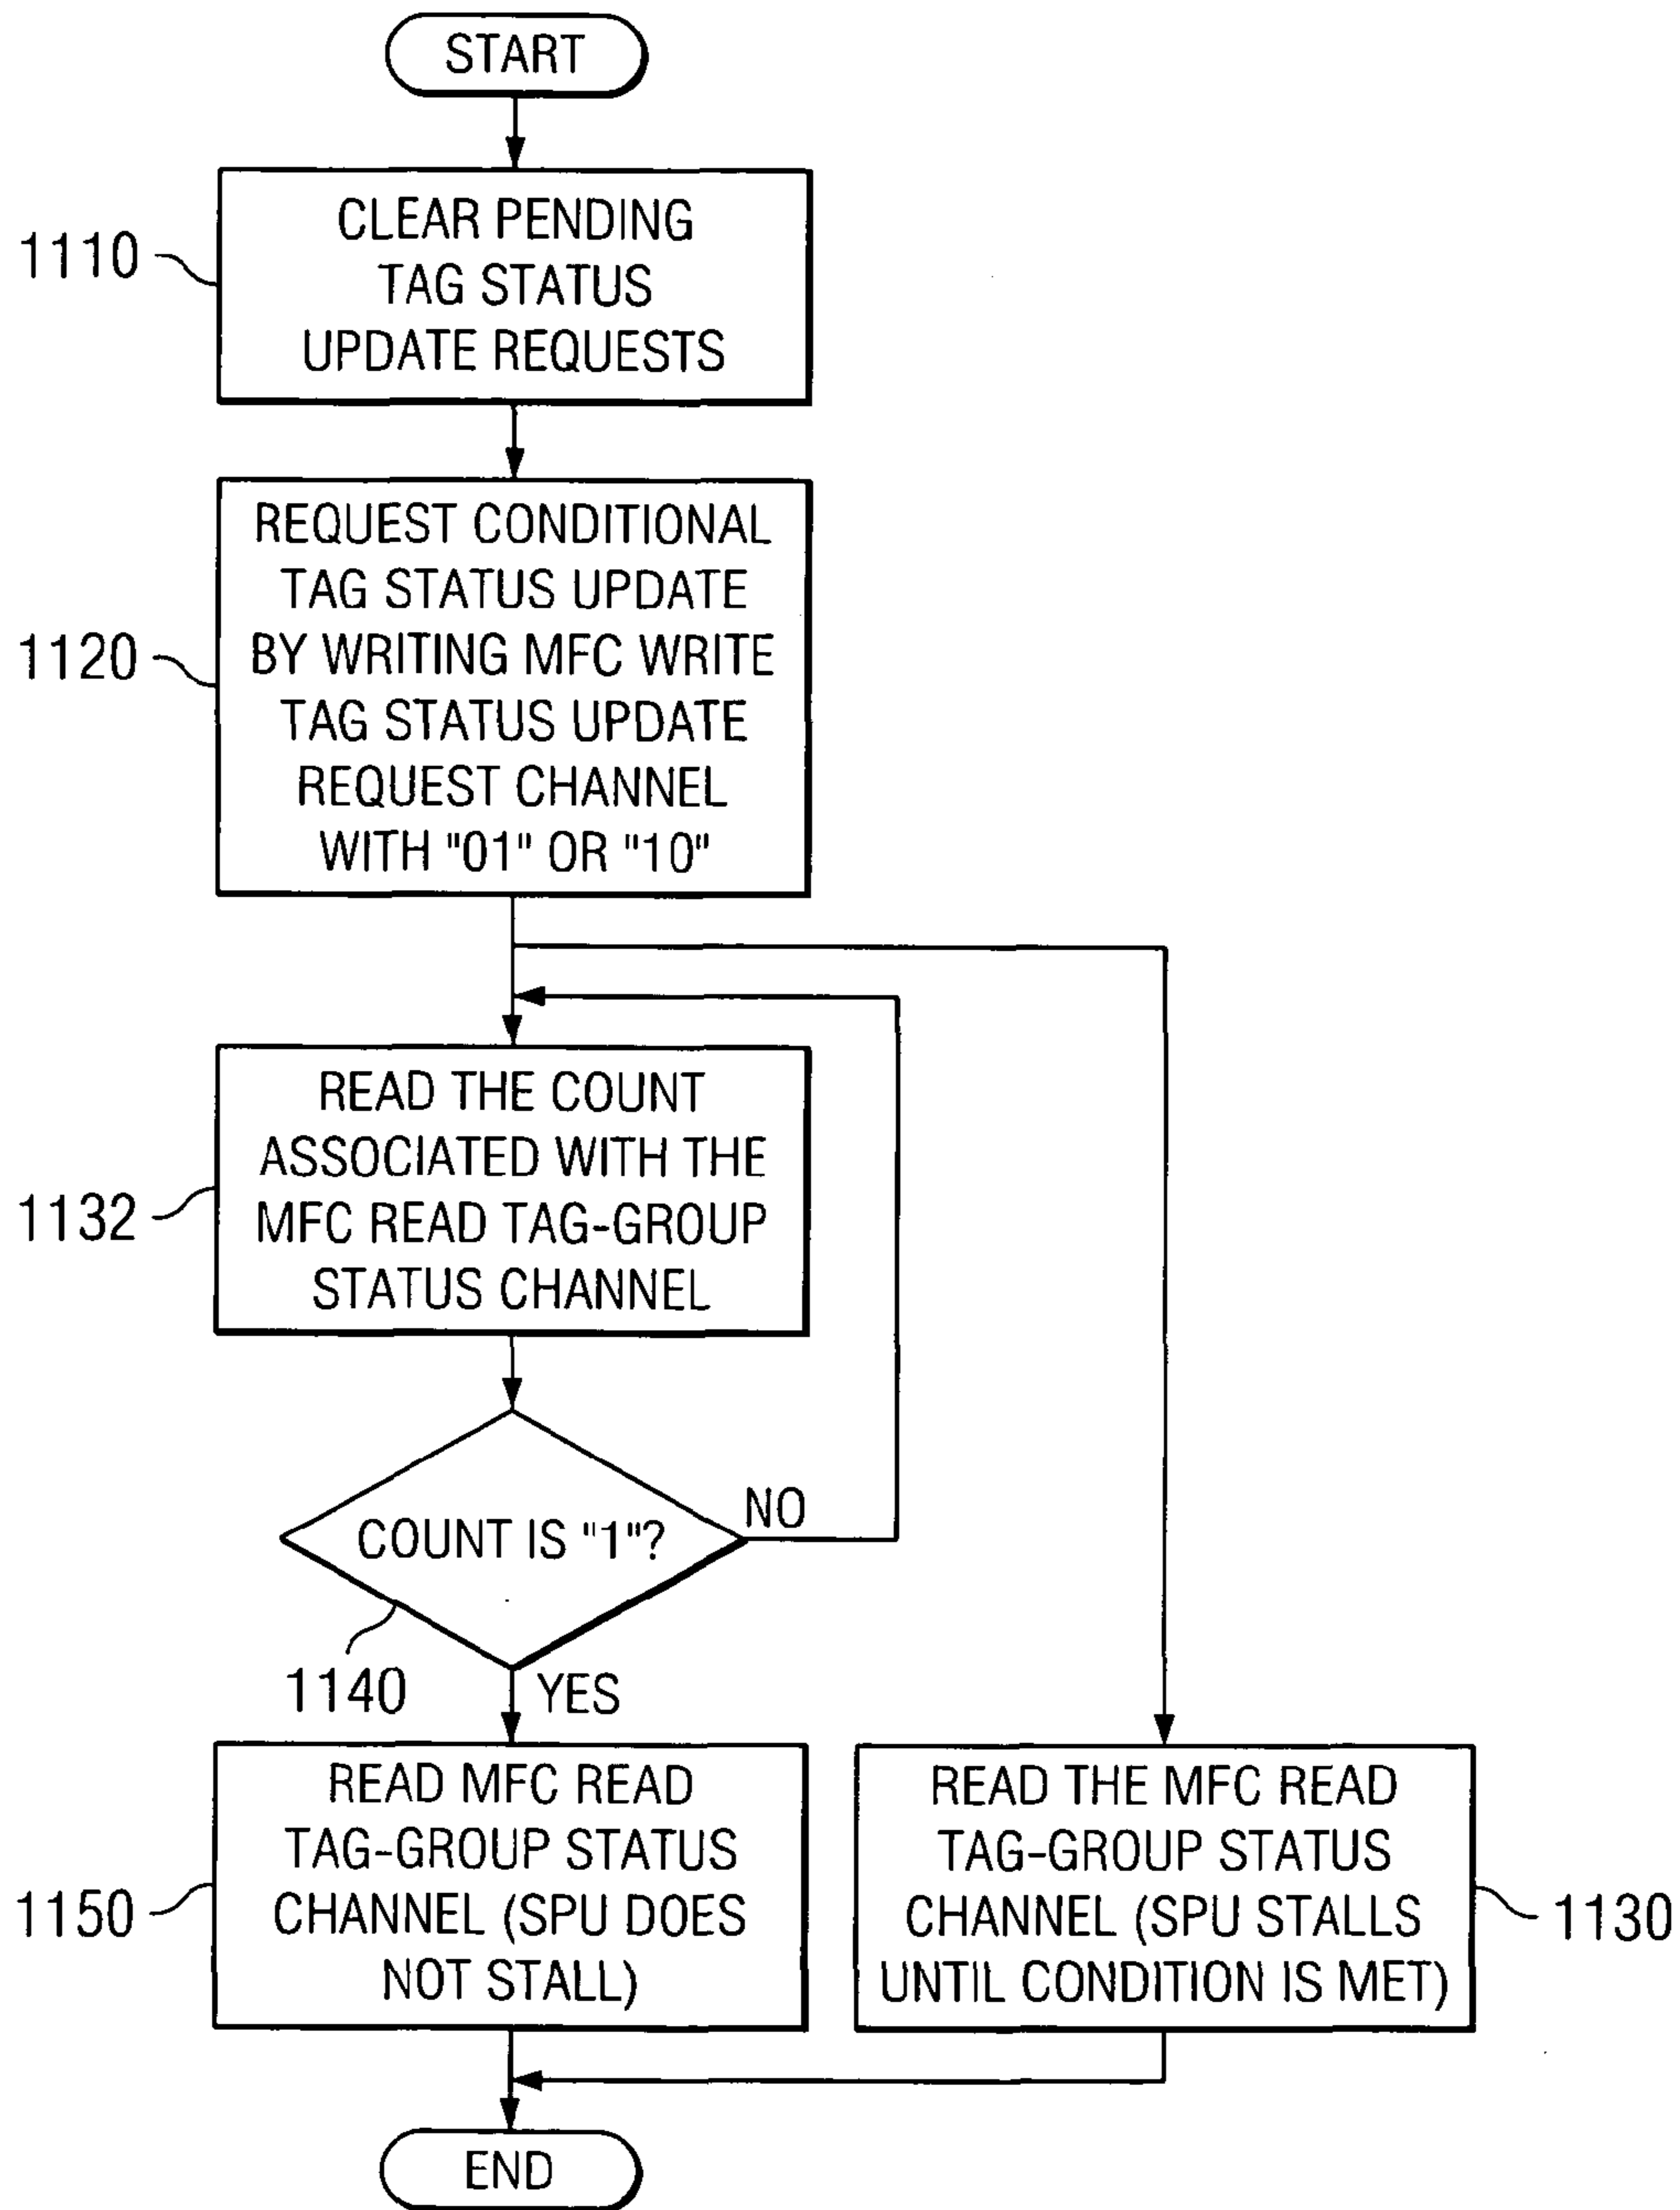 START
1110
CLEAR PENDING
TAG STATUS
UPDATE REQUESTS
1120
REQUEST CONDITIONAL
TAG STATUS UPDATE
BY WRITING MFC WRITE
TAG STATUS UPDATE
REQUEST CHANNEL
WITH "01" OR "10"
1132
READ THE COUNT
ASSOCIATED WITH THE
MFC READ TAG-GROUP
STATUS CHANNEL
COUNT IS "1"?
NO
1140
YES
1150
READ MFC READ
TAG-GROUP STATUS
CHANNEL (SPU DOES
NOT STALL)
READ THE MFC READ
TAG-GROUP STATUS
CHANNEL (SPU STALLS
UNTIL CONDITION IS MET)
1130
END